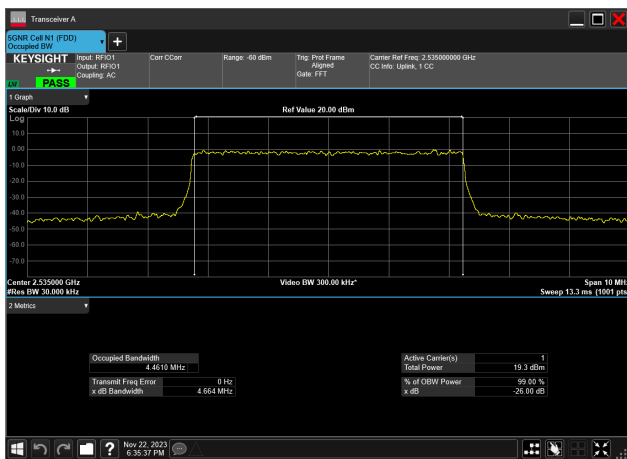 Transceiver A
5GNR Cell N1 (FDD)
Occupied BW
KEYSIGHT
PASS
Input: RFIO1
Output: RFIO1
Coupling: AC
Corr CCorr
Range: -60 dBm
Trig: Prot Frame
Aligned
Gate: FFT
Carrier Ref Freq: 2.535000000 GHz
CC Info: Uplink, 1 CC
1 Graph
Scale/Div 10.0 dB
Ref Value 20.00 dBm
Log
10.0
0.00
-10.0
-20.0
-30.0
-40.0
-50.0
-60.0
-70.0
Center 2.535000 GHz
Video BW 300.00 kHz*
Span 10 MHz
#Res BW 30.000 kHz
Sweep 13.3 ms (1001 pts
2 Metrics
Occupied Bandwidth
4.4610 MHz
Transmit Freq Error 0 Hz
x dB Bandwidth 4.664 MHz
Active Carrier(s) 1
Total Power 19.3 dBm
% of OBW Power 99.00 %
x dB -26.00 dB
Nov 22, 2023
6:35:37 PM